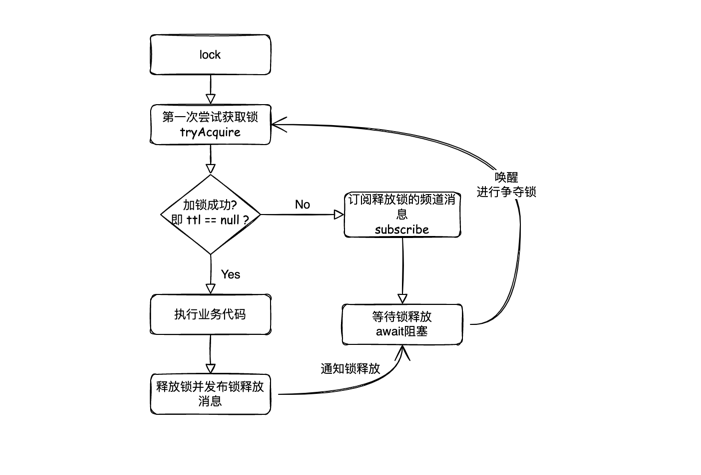 lock
第一次尝试获取锁
tryAcquire
唤醒
进行争夺锁
加锁成功?
即 ttl == null ?
No
订阅释放锁的频道消
息
subscribe
Yes
执行业务代码
等待锁释放
await阻塞
通知锁释放
释放锁并发布锁释放
消息